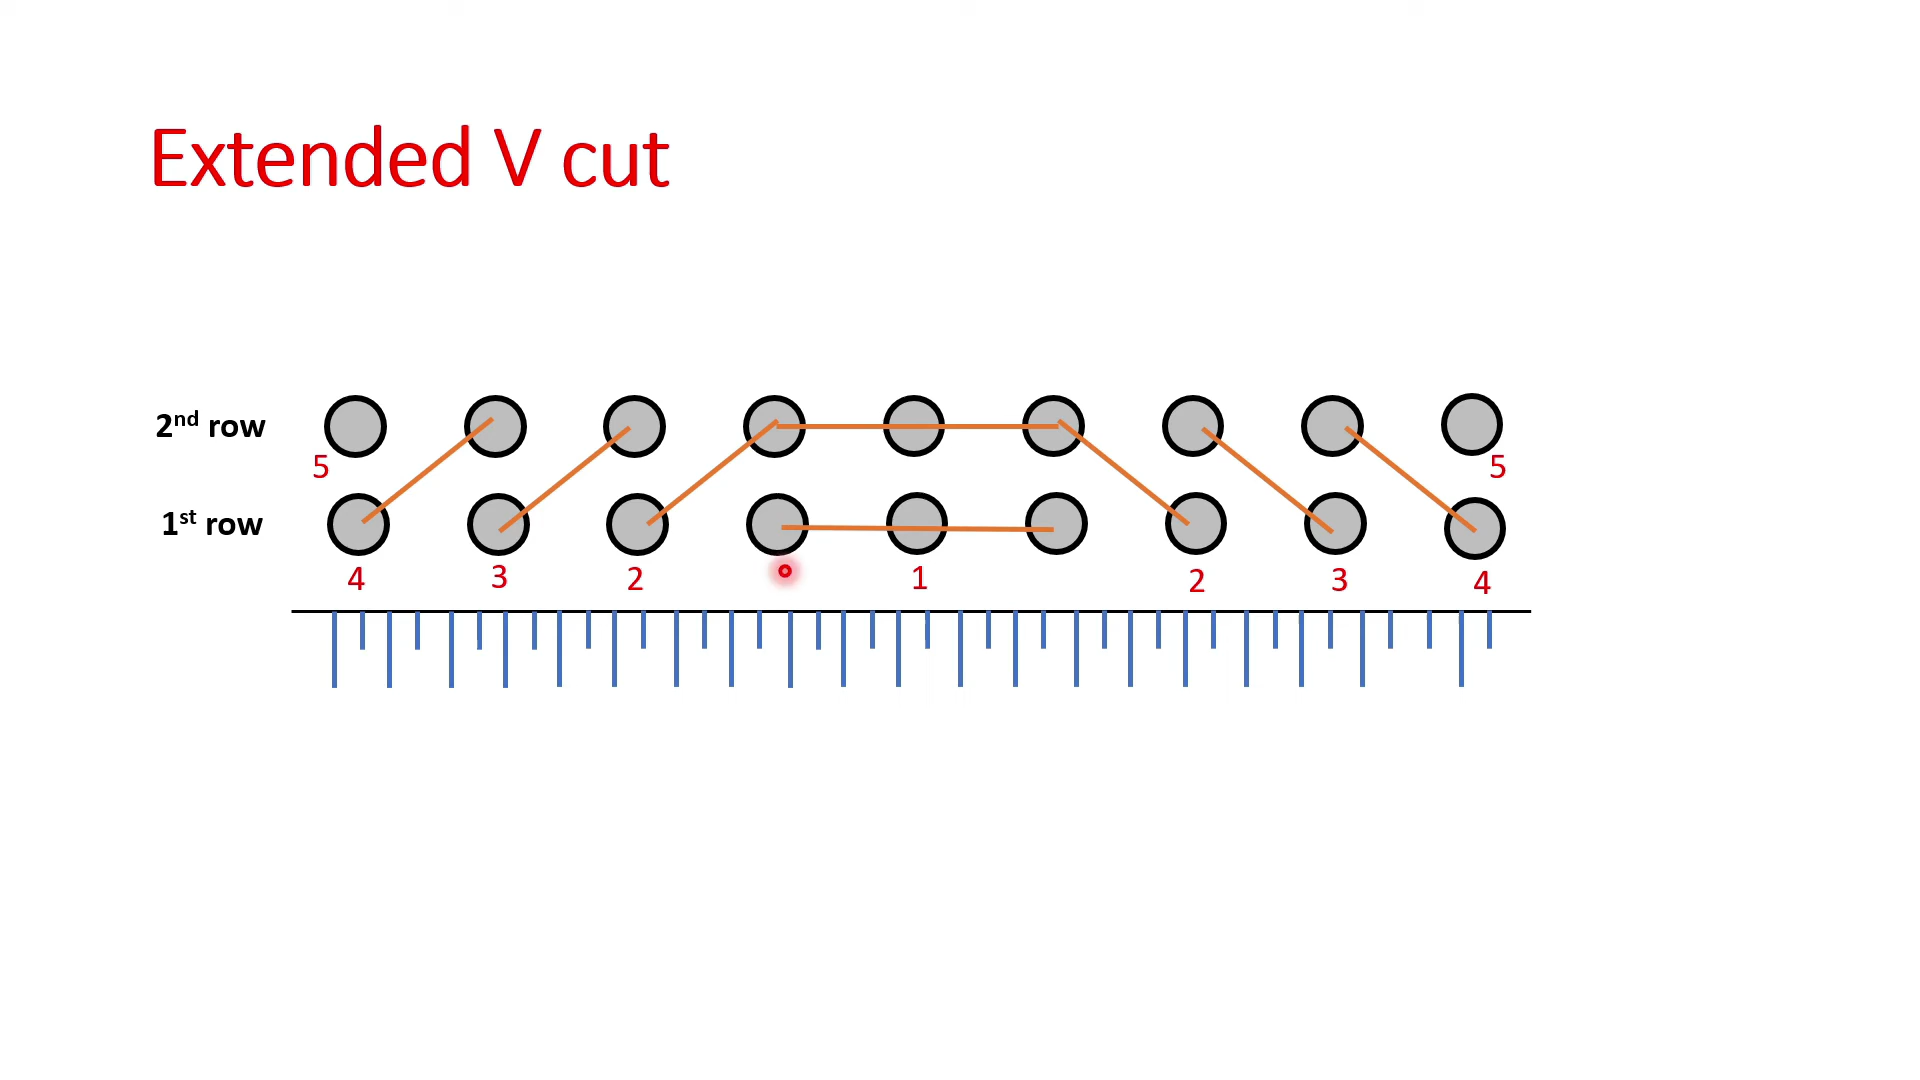 Extended V cut
2nd row
5 5
1st row
4 3 2 1 2 3 4